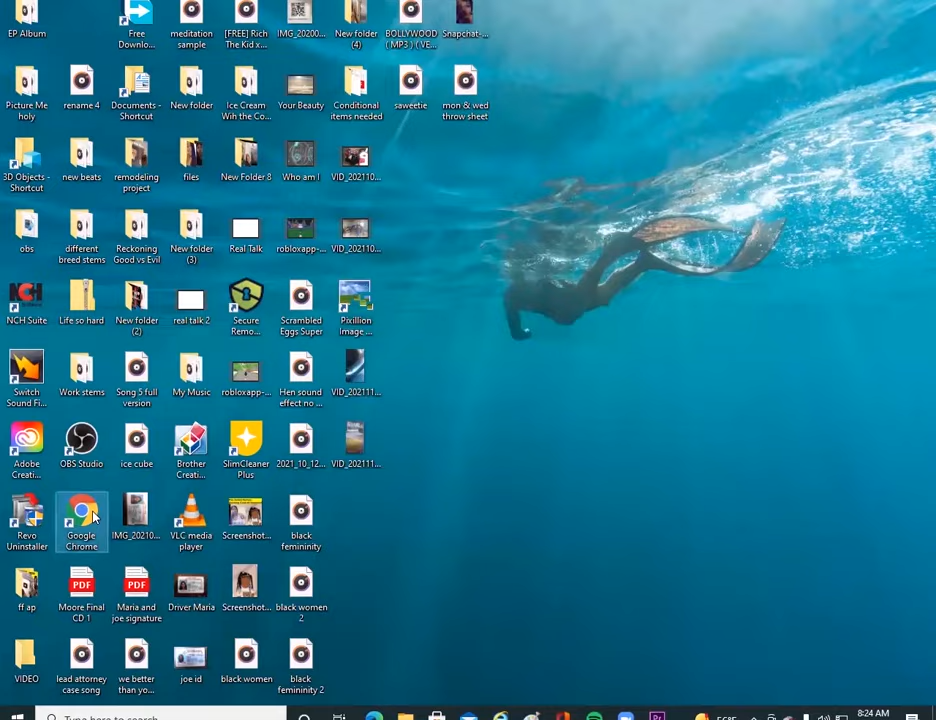 EP Album
Free
Downlo...
meditation
sample
[FREE] Rich
The Kid x...
IMG_20200...
New folder
(4)
BOLLYWOOD
( MP3 ) ( VE...
Snapchat-...
Picture Me
holy
rename 4
Documents -
Shortcut
New folder
Ice Cream
Wih the Co...
Your Beauty
Conditional
items needed
saweetie
mon & wed
throw sheet
3D Objects -
Shortcut
new beats
remodeling
project
files
New Folder 8
Who am I
VID_202110...
obs
different
breed stems
Reckoning
Good vs Evil
New folder
(3)
Real Talk
robloxapp-...
VID_202110...
NCH
NCH Suite
Life so hard
New folder
(2)
real talk 2
Secure
Remo...
Scrambled
Eggs Super
Pixillion
Image ...
Switch
Sound Fi...
Work stems
Song 5 full
version
My Music
robloxapp-...
Hen sound
effect no ...
VID_202111...
Adobe
Creati...
OBS Studio
ice cube
Brother
Creati...
SlimCleaner
Plus
2021_10_12...
VID_202111...
Revo
Uninstaller
Google
Chrome
IMG_20210...
VLC media
player
Screenshot...
black
femininity
ff ap
PDF
Moore Final
CD 1
PDF
Maria and
joe signature
Driver Maria
Screenshot...
black women
2
VIDEO
lead attorney
case song
we better
than yo...
joe id
black women
black
femininity 2
Type here to search
Pr
56°F
8:24 AM